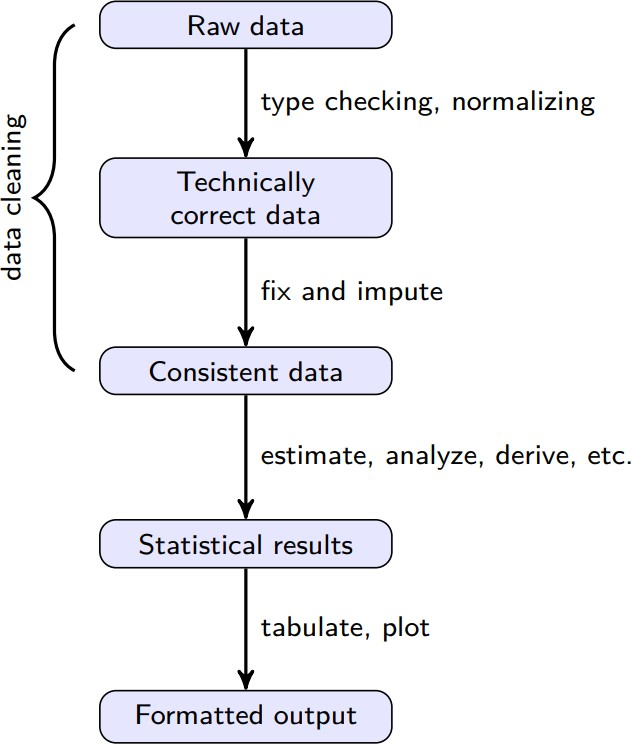 Raw data
type checking, normalizing
data cleaning
Technically
correct data
fix and impute
Consistent data
estimate, analyze, derive, etc.
Statistical results
tabulate, plot
Formatted output